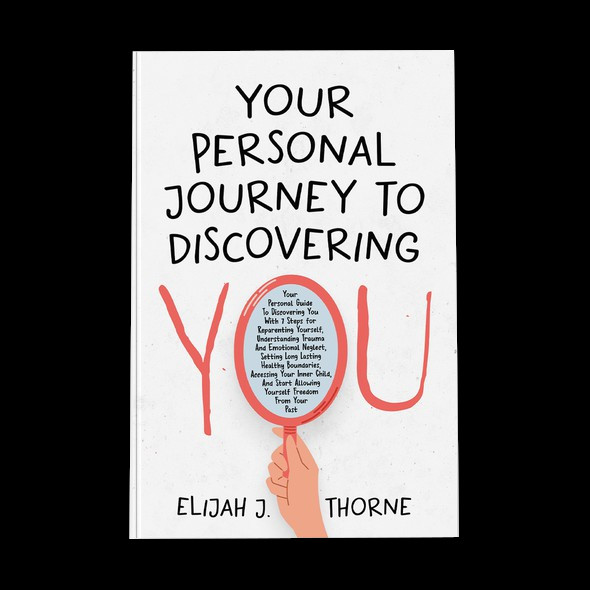 YOUR
PERSONAL
JOURNEY TO
DISCOVERING
YOU
Your
Personal Guide
To Discovering You
With 7 Steps for
Reparenting Yourself,
Understanding Trauma
And Emotional Neglect,
Setting Long Lasting
Healthy Boundaries,
Accessing Your Inner Child,
And Start Allowing
Yourself Freedom
From Your
Past
ELIJAH J. THORNE